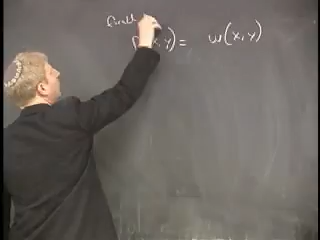 (x,y) = w(x,y)